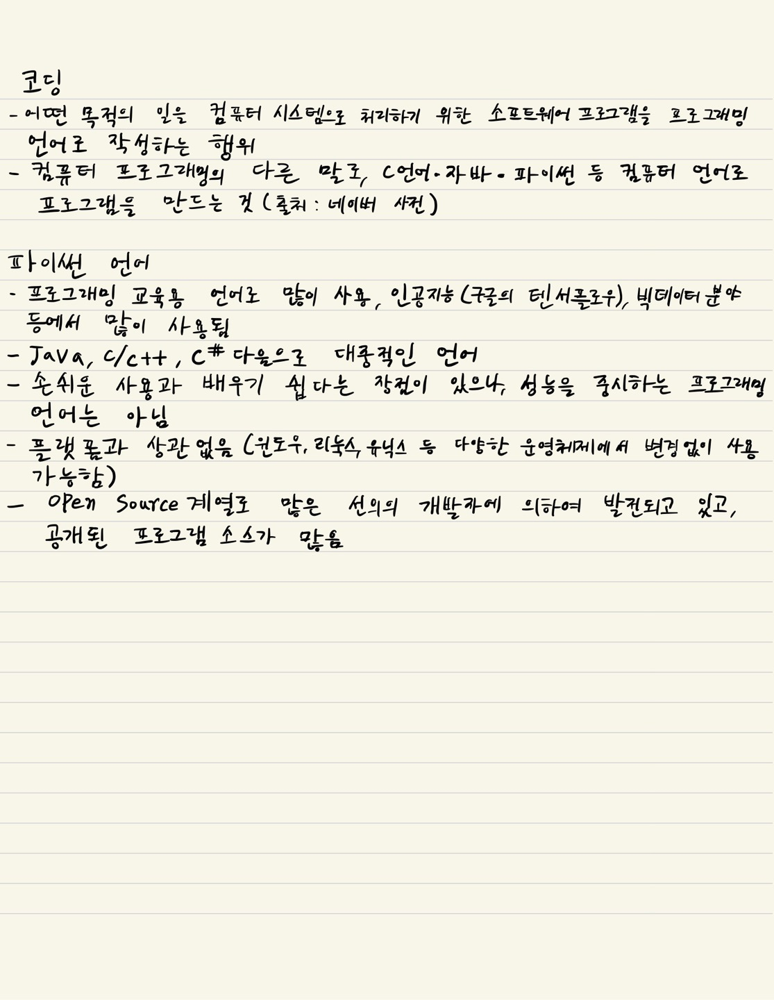 코딩
- 어떤 목적의 일을 컴퓨터 시스템으로 처리하기 위한 소프트웨어 프로그램을 프로그래밍
언어로 작성하는 행위
- 컴퓨터 프로그래밍의 다른 말로, C언어·자바·파이썬 등 컴퓨터 언어로
프로그램을 만드는 것 (출처 : 네이버 사전)
파이썬 언어
- 프로그래밍 교육용 언어로 많이 사용, 인공지능(구글의 텐서플로우), 빅데이터 분야
등에서 많이 사용됨
- Java, C/C++, C# 다음으로 대중적인 언어
- 손쉬운 사용과 배우기 쉽다는 장점이 있으나, 성능을 중시하는 프로그래밍
언어는 아님
- 플랫폼과 상관없음 (윈도우, 리눅스, 유닉스 등 다양한 운영체제에서 변경없이 사용
가능함)
- Open Source 계열로 많은 선의의 개발자에 의하여 발전되고 있고,
공개된 프로그램 소스가 많음